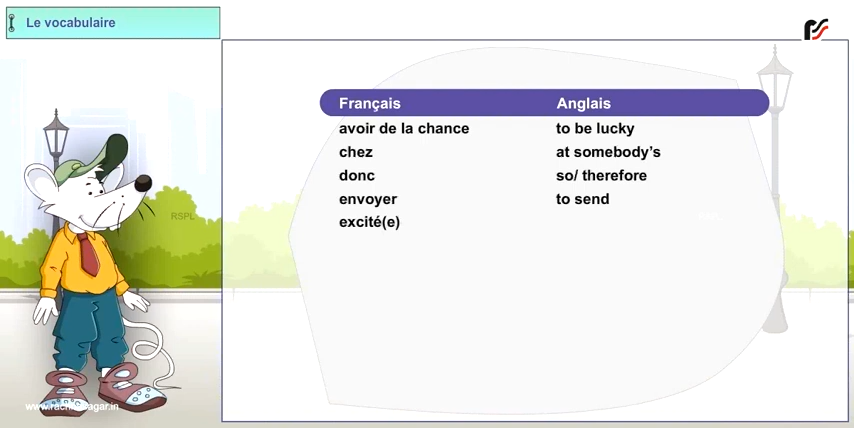 Le vocabulaire
Français Anglais
avoir de la chance to be lucky
chez at somebody's
donc so/ therefore
envoyer to send
excité(e)
RSPL